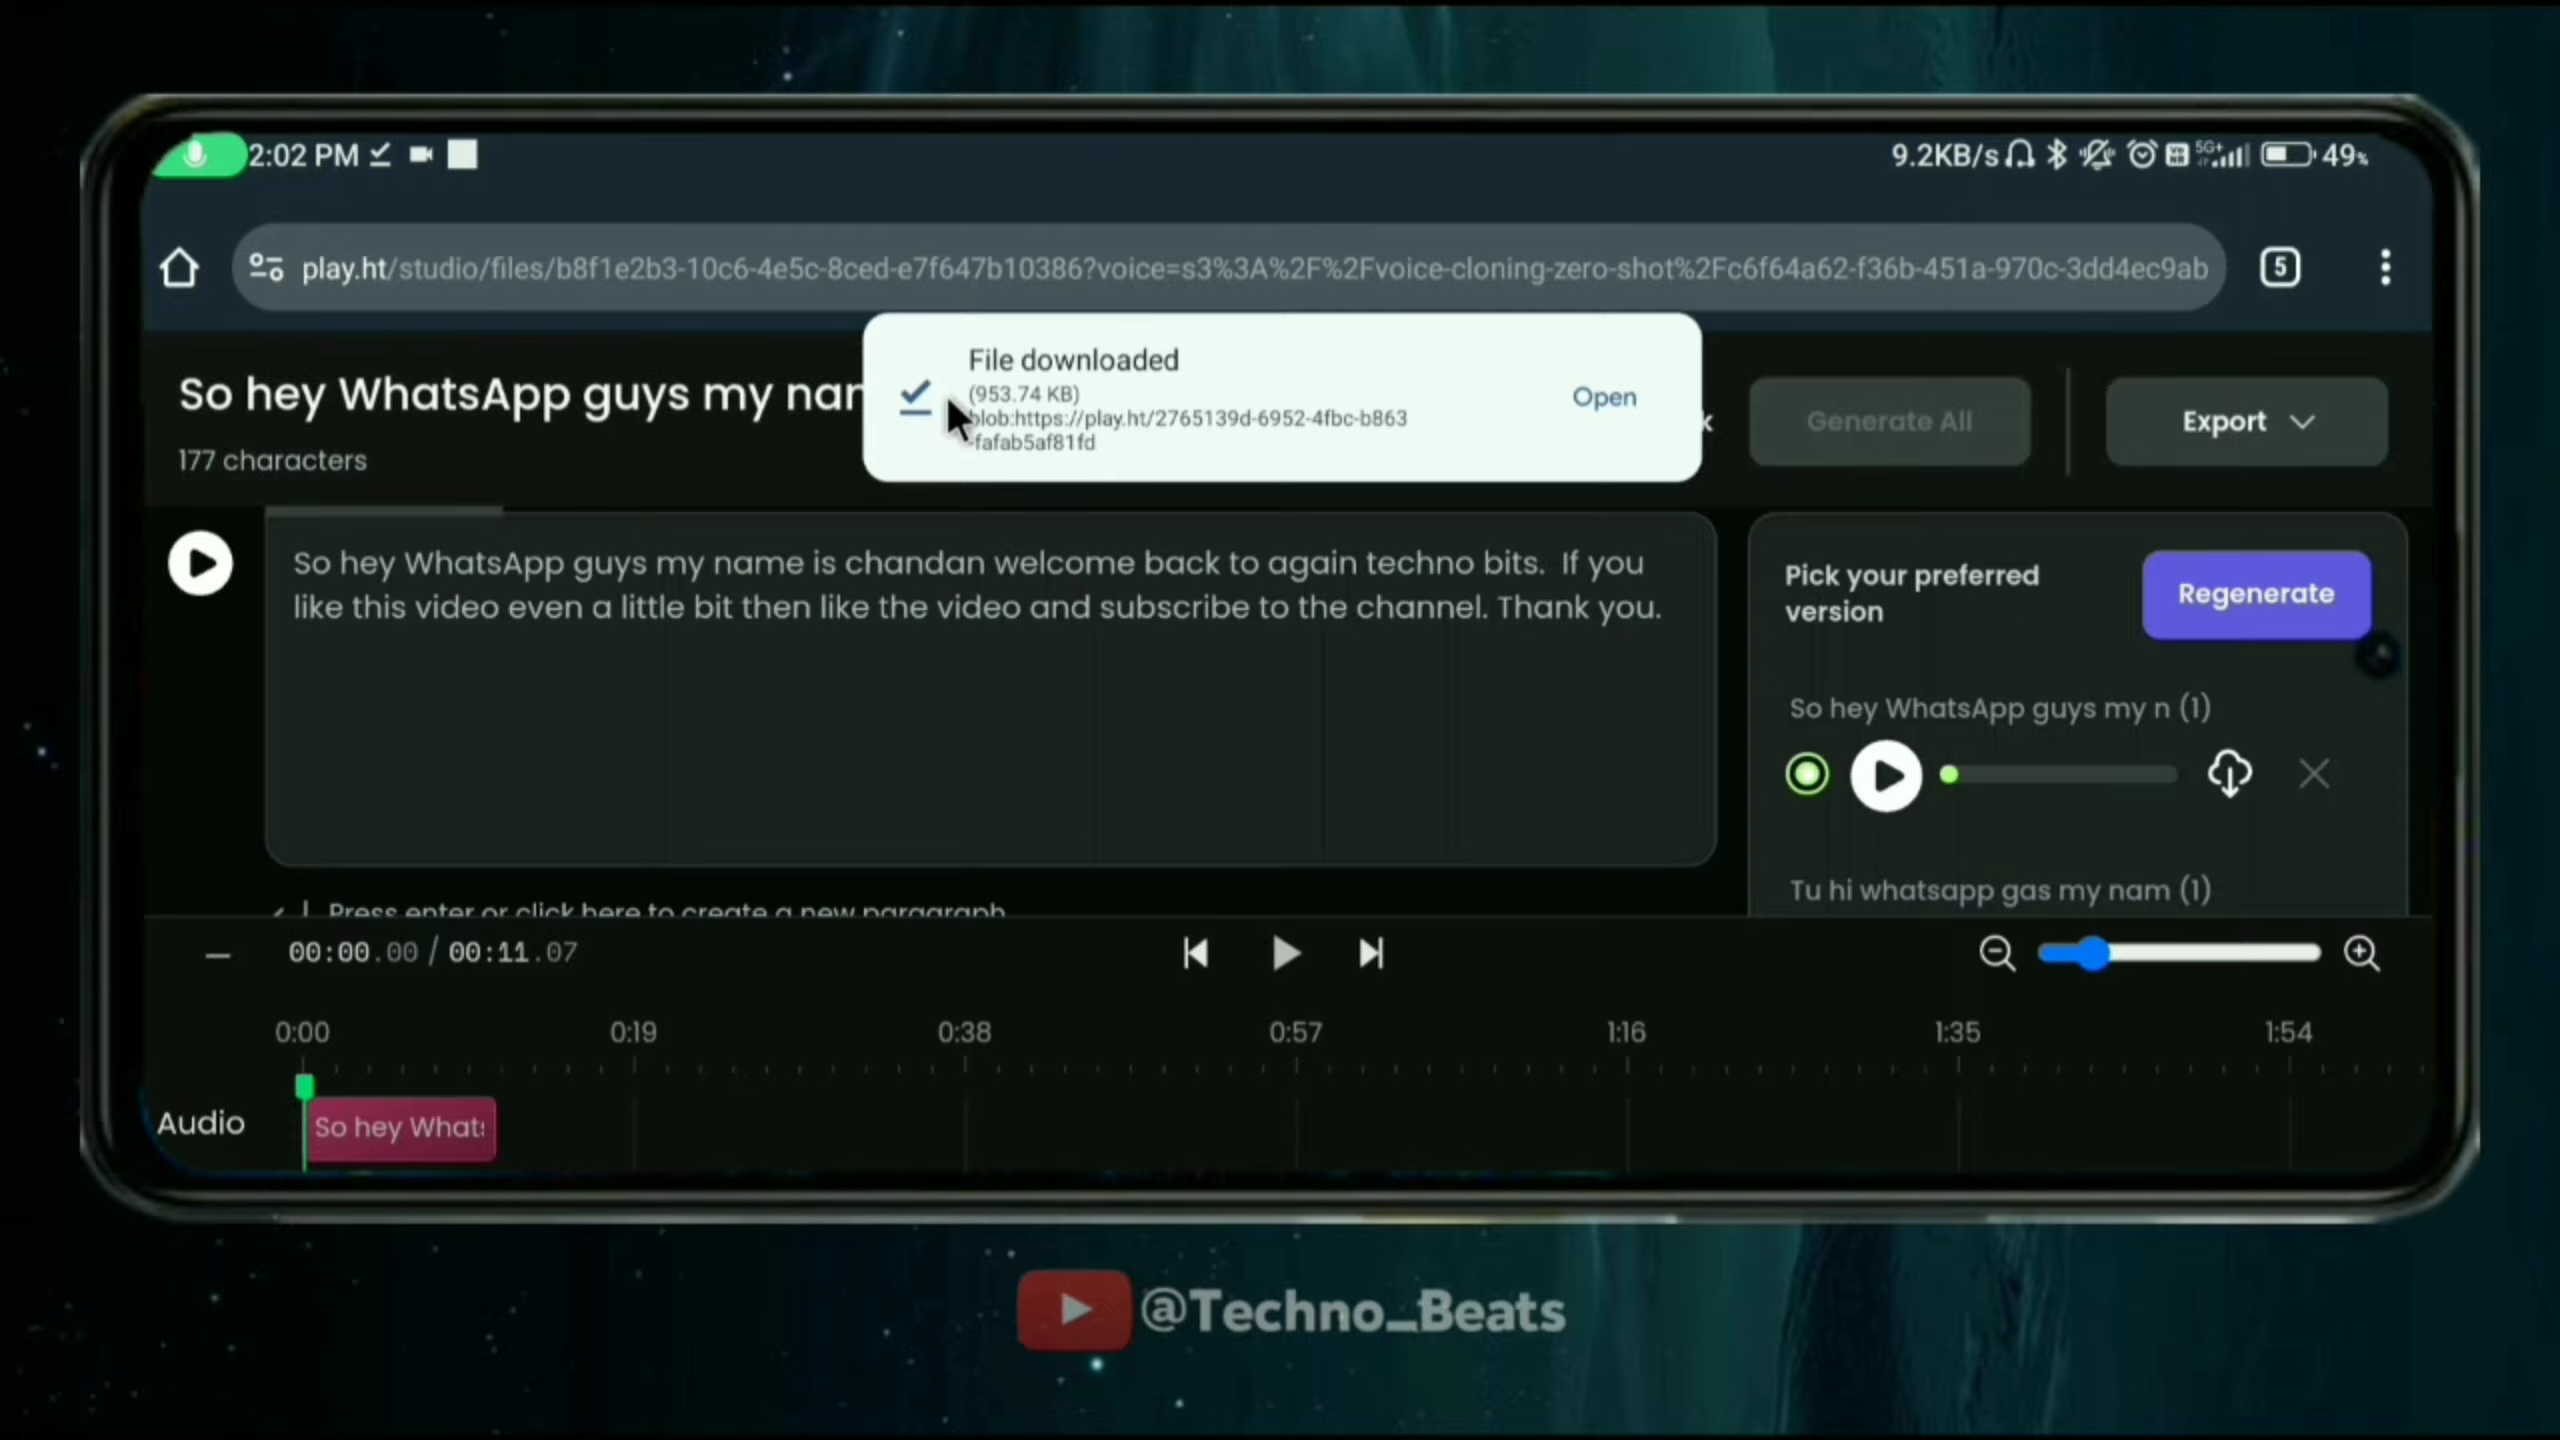 2:02 PM
9.2KB/s 5G+ 49%
play.ht/studio/files/b8f1e2b3-10c6-4e5c-8ced-e7f647b10386?voice=s3%3A%2F%2Fvoice-cloning-zero-shot%2Fc6f64a62-f36b-451a-970c-3dd4ec9ab
5
File downloaded
(953.74 KB)
blob:https://play.ht/2765139d-6952-4fbc-b863
-fafab5af81fd
Open
So hey WhatsApp guys my nam
177 characters
k
Generate All
Export
So hey WhatsApp guys my name is chandan welcome back to again techno bits. If you
like this video even a little bit then like the video and subscribe to the channel. Thank you.
Pick your preferred
version
Regenerate
So hey WhatsApp guys my n (1)
Tu hi whatsapp gas my nam (1)
Press enter or click here to create a new paragraph
00:00.00 / 00:11.07
0:00 0:19 0:38 0:57 1:16 1:35 1:54
Audio
So hey Whats
@Techno_Beats